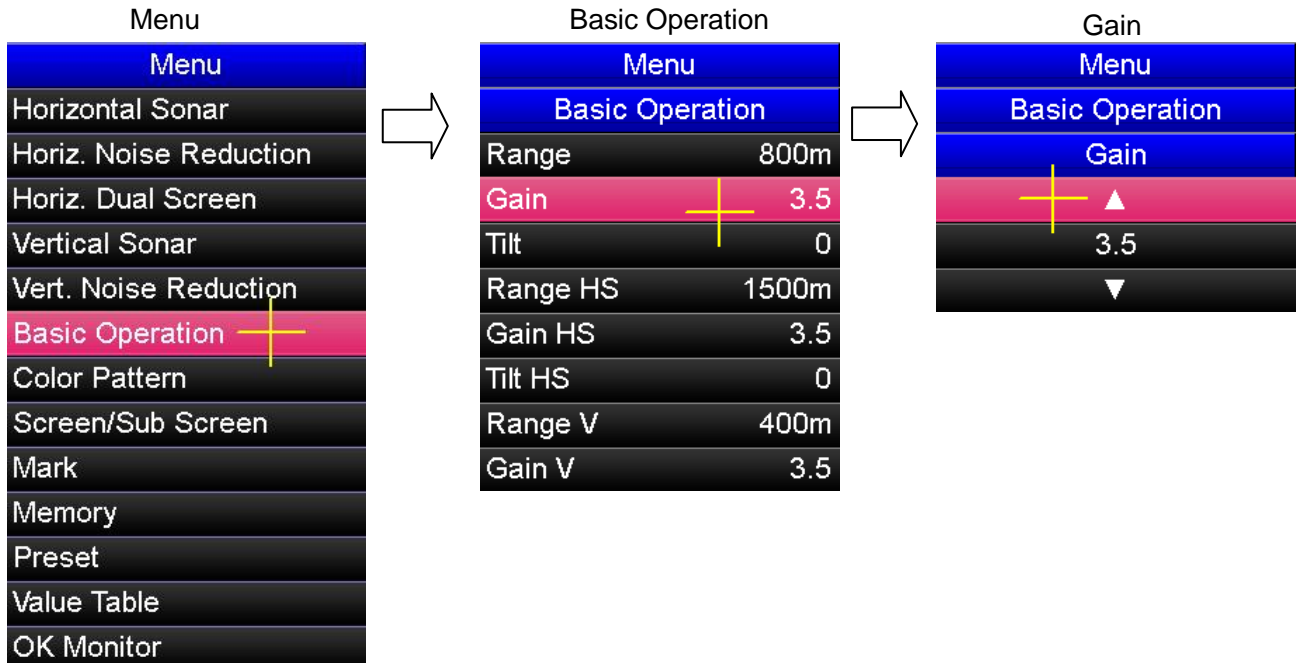 Menu
Menu
Horizontal Sonar
Horiz. Noise Reduction
Horiz. Dual Screen
Vertical Sonar
Vert. Noise Reduction
Basic Operation
Color Pattern
Screen/Sub Screen
Mark
Memory
Preset
Value Table
OK Monitor
Basic Operation
Menu
Basic Operation
Range 800m
Gain 3.5
Tilt 0
Range HS 1500m
Gain HS 3.5
Tilt HS 0
Range V 400m
Gain V 3.5
Gain
Menu
Basic Operation
Gain
▲
3.5
▼